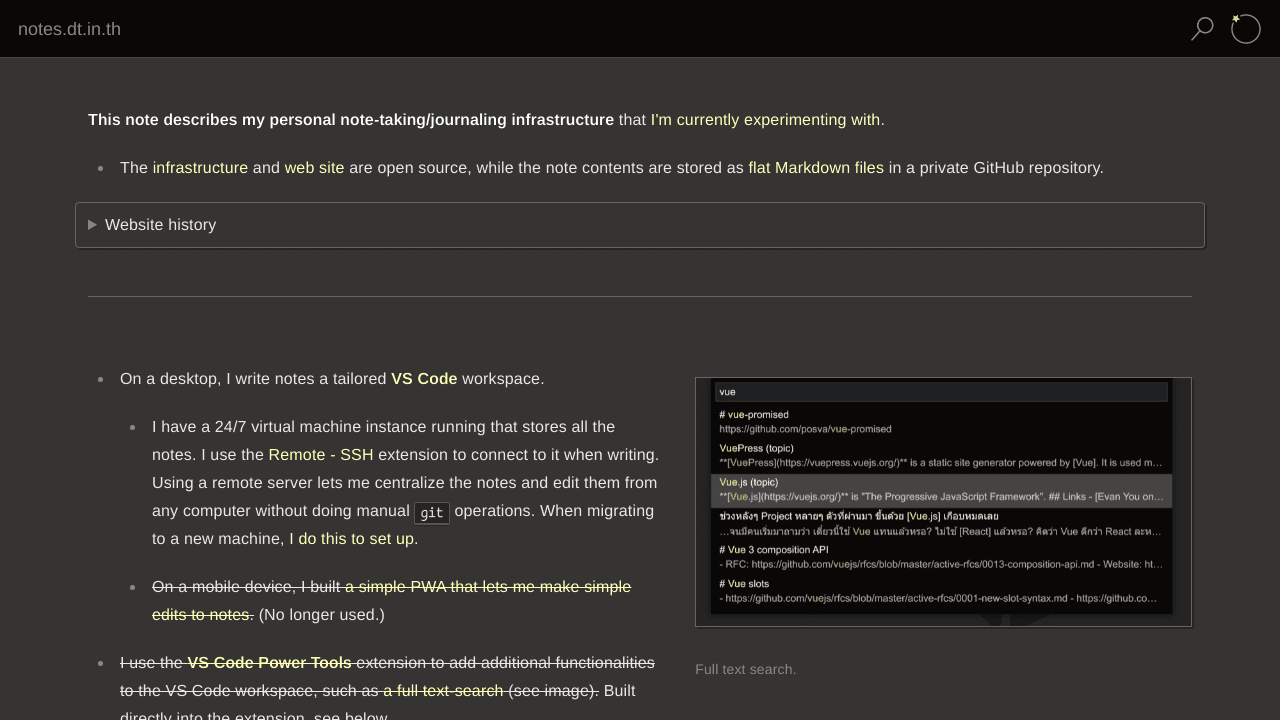 notes.dt.in.th
This note describes my personal note-taking/journaling infrastructure that I'm currently experimenting with.
The infrastructure and web site are open source, while the note contents are stored as flat Markdown files in a private GitHub repository.
Website history
On a desktop, I write notes a tailored VS Code workspace.
I have a 24/7 virtual machine instance running that stores all the
notes. I use the Remote - SSH extension to connect to it when writing.
Using a remote server lets me centralize the notes and edit them from
any computer without doing manual git operations. When migrating
to a new machine, I do this to set up.
On a mobile device, I built a simple PWA that lets me make simple
edits to notes. (No longer used.)
I use the VS Code Power Tools extension to add additional functionalities
to the VS Code workspace, such as a full text-search (see image). Built
directly into the extension, see below.
vue
# vue-promised
https://github.com/posva/vue-promised
VuePress (topic)
**[VuePress](https://vuepress.vuejs.org/)** is a static site generator powered by [Vue]. It is used m...
Vue.js (topic)
**[Vue.js](https://vuejs.org/)** is "The Progressive JavaScript Framework". ## Links - [Evan You on...
ช่วงหลังๆ Project หลายๆ ตัวที่ผ่านมา ขึ้นด้วย [Vue.js] เกือบหมดเลย
...จนมีคนเริ่มมาถามว่า เดี๋ยวนี้ใช้ Vue แทนแล้วหรอ? ไม่ใช้ [React] แล้วหรอ? คิดว่า Vue ดีกว่า React ละห...
# Vue 3 composition API
- RFC: https://github.com/vuejs/rfcs/blob/master/active-rfcs/0013-composition-api.md - Website: ht...
# Vue slots
- https://github.com/vuejs/rfcs/blob/master/active-rfcs/0001-new-slot-syntax.md - https://github.co...
Full text search.